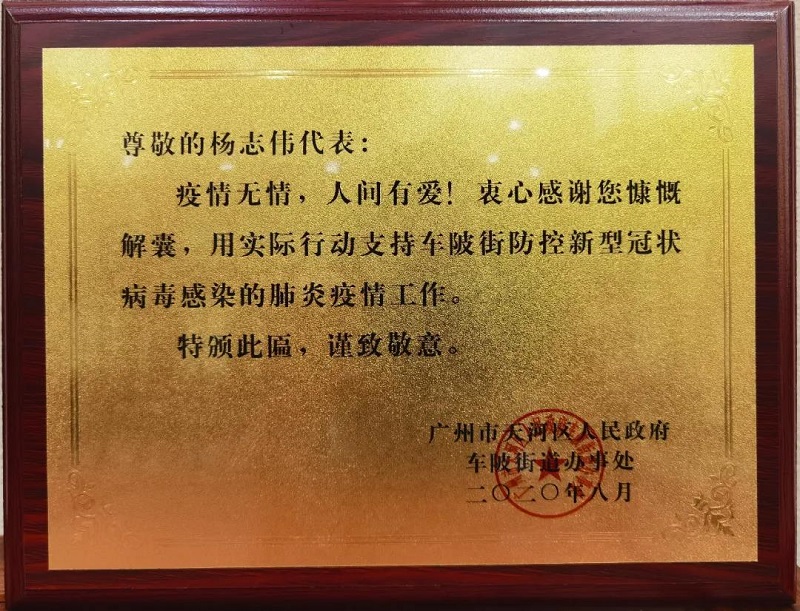 尊敬的杨志伟代表：
疫情无情，人间有爱！衷心感谢您慷慨
解囊，用实际行动支持车陂街防控新型冠状
病毒感染的肺炎疫情工作。
特颁此匾，谨致敬意。
广州市天河区人民政府
车陂街道办事处
二〇二〇年八月